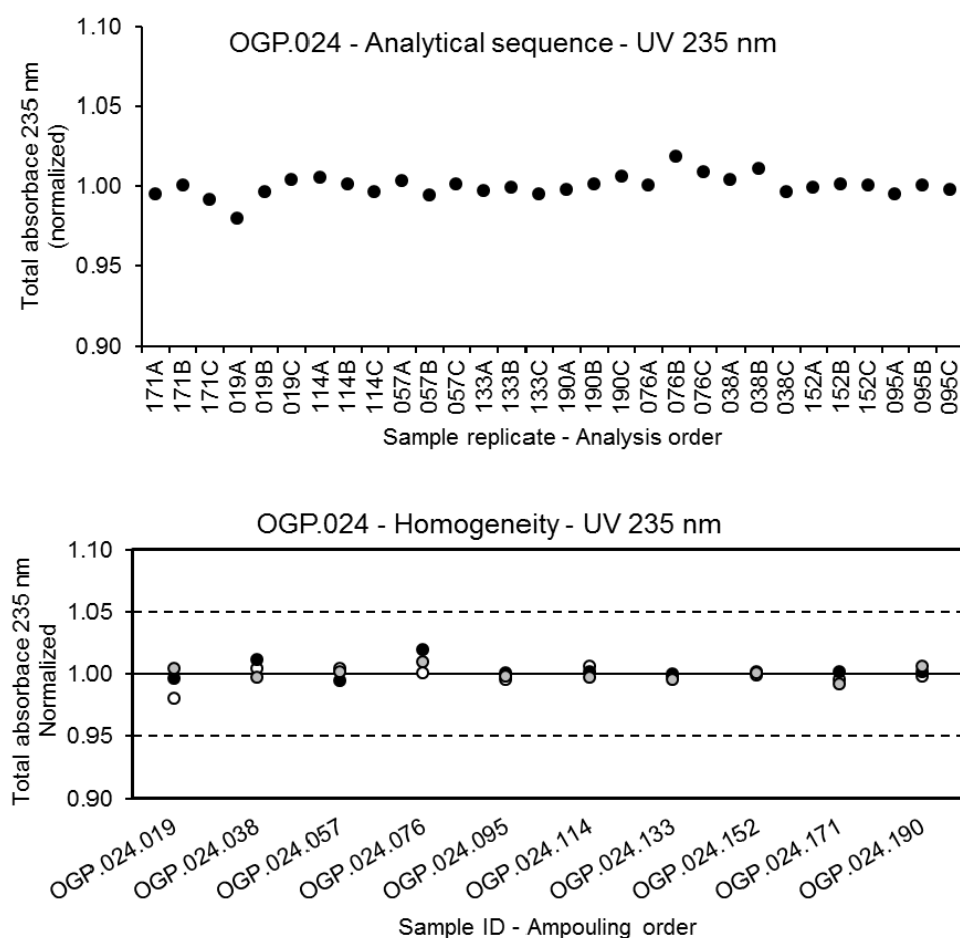 OGP.024 - Analytical sequence - UV 235 nm
Total absorbace 235 nm
(normalized)
1.10
1.05
1.00
0.95
0.90
171A
171B
171C
019A
019B
019C
114A
114B
114C
057A
057B
057C
133A
133B
133C
190A
190B
190C
076A
076B
076C
038A
038B
038C
152A
152B
152C
095A
095B
095C
Sample replicate - Analysis order
OGP.024 - Homogeneity - UV 235 nm
Total absorbace 235 nm
Normalized
1.10
1.05
1.00
0.95
0.90
OGP.024.019
OGP.024.038
OGP.024.057
OGP.024.076
OGP.024.095
OGP.024.114
OGP.024.133
OGP.024.152
OGP.024.171
OGP.024.190
Sample ID - Ampouling order